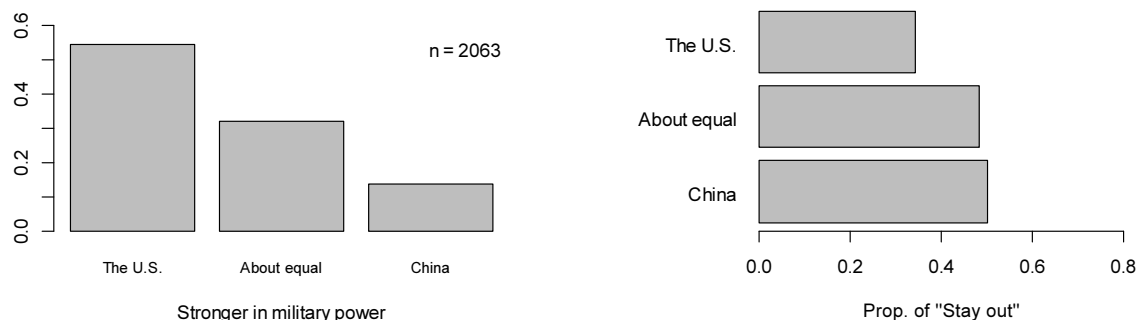 0.6
0.4
0.2
0.0
n = 2063
The U.S.
About equal
China
Stronger in military power
The U.S.
About equal
China
0.0 0.2 0.4 0.6 0.8
Prop. of "Stay out"